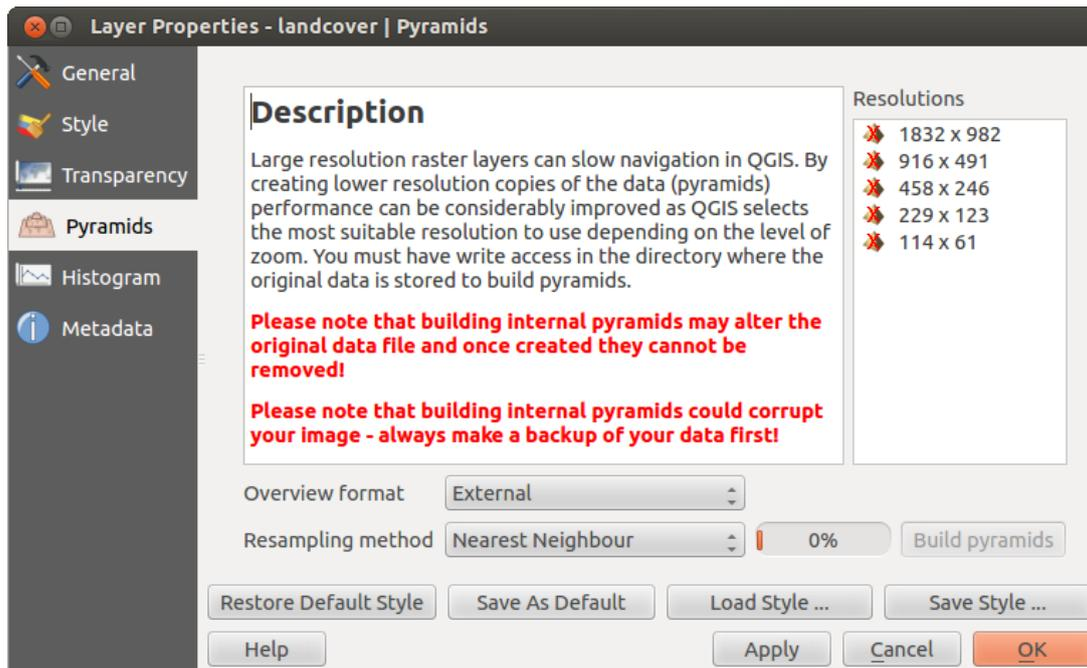 Layer Properties - landcover | Pyramids
General
Style
Transparency
Pyramids
Histogram
Metadata
Description
Large resolution raster layers can slow navigation in QGIS. By
creating lower resolution copies of the data (pyramids)
performance can be considerably improved as QGIS selects
the most suitable resolution to use depending on the level of
zoom. You must have write access in the directory where the
original data is stored to build pyramids.
Please note that building internal pyramids may alter the
original data file and once created they cannot be
removed!
Please note that building internal pyramids could corrupt
your image - always make a backup of your data first!
Resolutions
1832 x 982
916 x 491
458 x 246
229 x 123
114 x 61
Overview format External
Resampling method Nearest Neighbour 0% Build pyramids
Restore Default Style Save As Default Load Style ... Save Style ...
Help Apply Cancel OK